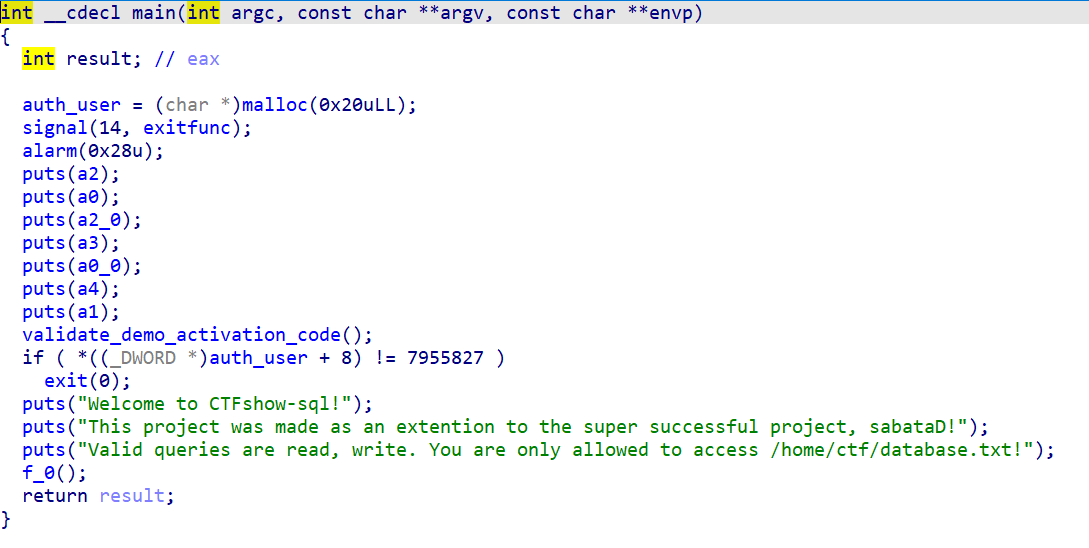 int __cdecl main(int argc, const char **argv, const char **envp)
{
  int result; // eax

  auth_user = (char *)malloc(0x20uLL);
  signal(14, exitfunc);
  alarm(0x28u);
  puts(a2);
  puts(a0);
  puts(a2_0);
  puts(a3);
  puts(a0_0);
  puts(a4);
  puts(a1);
  validate_demo_activation_code();
  if ( *((_DWORD *)auth_user + 8) != 7955827 )
    exit(0);
  puts("Welcome to CTFshow-sql!");
  puts("This project was made as an extention to the super successful project, sabataD!");
  puts("Valid queries are read, write. You are only allowed to access /home/ctf/database.txt!");
  f_0();
  return result;
}